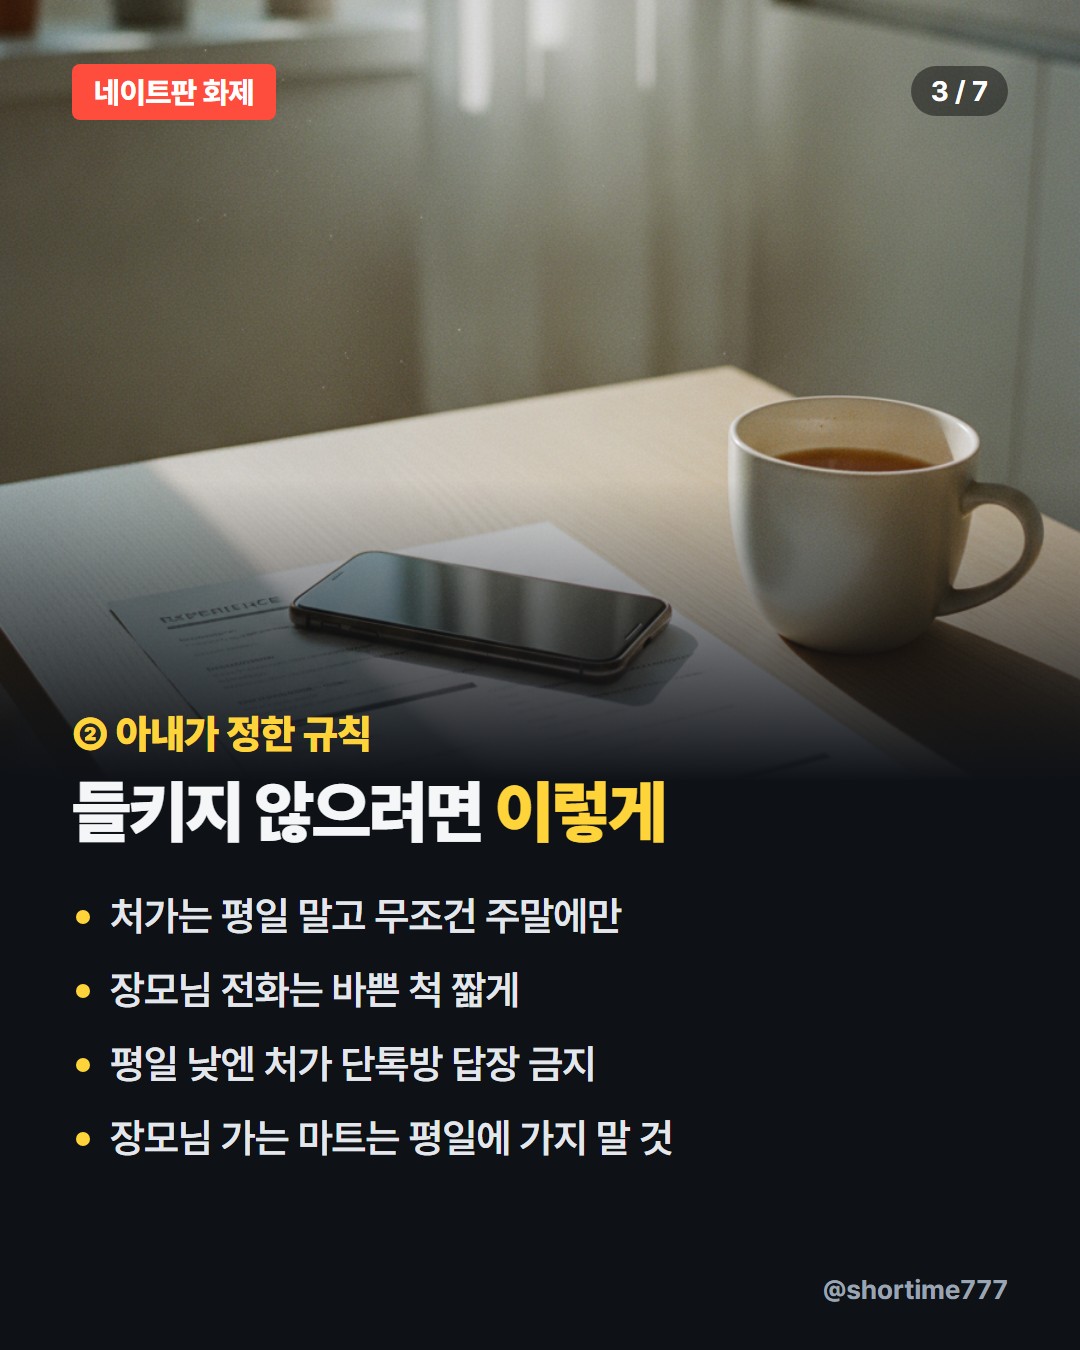 네이트판 화제
3 / 7
EXPERIENCE
② 아내가 정한 규칙
들키지 않으려면 이렇게
• 처가는 평일 말고 무조건 주말에만
• 장모님 전화는 바쁜 척 짧게
• 평일 낮엔 처가 단톡방 답장 금지
• 장모님 가는 마트는 평일에 가지 말 것
@shortime777